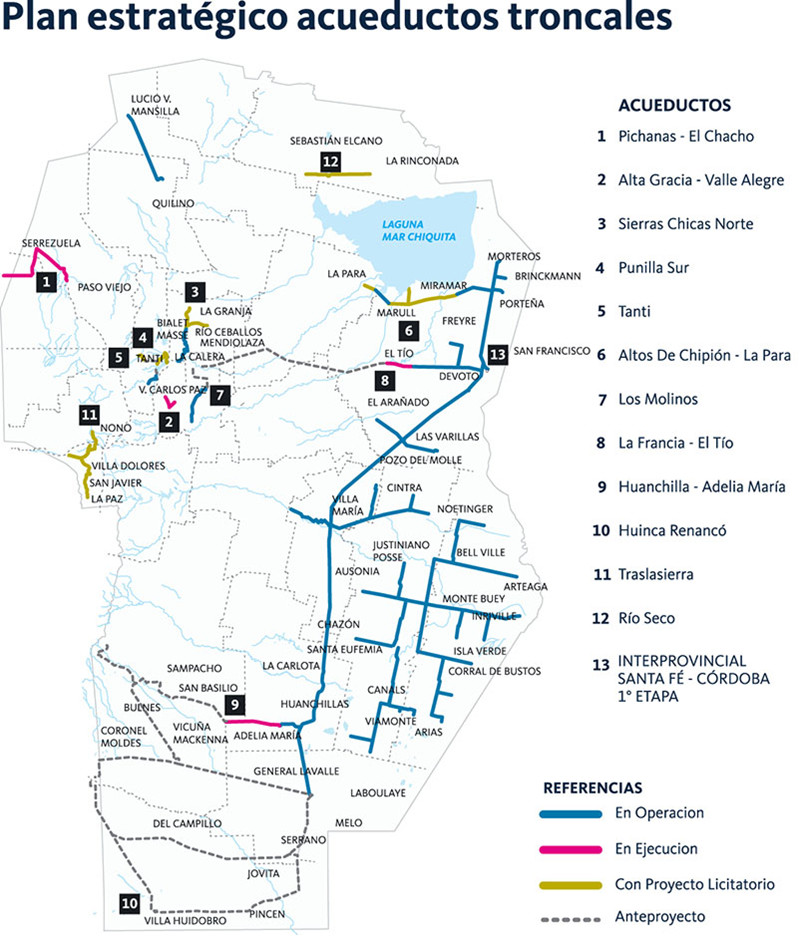 Plan estratégico acueductos troncales
LUCIO V.
MANSILLA
SEBASTIÁN ELCANO
12
LA RINCONADA
QUILINO
LAGUNA
MAR CHIQUITA
SERREZUELA
1
PASO VIEJO
LA PARA
MORTEROS
BRINCKMANN
MIRAMAR
PORTEÑA
3
LA GRANJA
MARULL
6
FREYRE
BIALET
MASSÉ
RÍO CEBALLOS
MENDIOLAZA
4
5
TANTI
LA CALERA
EL TÍO
13
SAN FRANCISCO
8
DEVOTO
V. CARLOS PAZ
7
2
EL ARAÑADO
11
NONO
LAS VARILLAS
POZO DEL MOLLE
VILLA DOLORES
SAN JAVIER
LA PAZ
CINTRA
VILLA
MARÍA
NOETINGER
JUSTINIANO
POSSE
BELL VILLE
AUSONIA
ARTEAGA
MONTE BUEY
INRIVILLE
CHAZÓN
SANTA EUFEMIA
ISLA VERDE
SAMPACHO
LA CARLOTA
CORRAL DE BUSTOS
SAN BASILIO
CANALS
9
HUANCHILLAS
BULNES
VIAMONTE
ARIAS
CORONEL
MOLDES
VICUÑA
MACKENNA
ADELIA MARÍA
GENERAL LAVALLE
LABOULAYE
DEL CAMPILLO
MELO
SERRANO
JOVITA
10
VILLA HUIDOBRO
PINCEN
ACUEDUCTOS
1 Pichanas - El Chacho
2 Alta Gracia - Valle Alegre
3 Sierras Chicas Norte
4 Punilla Sur
5 Tanti
6 Altos De Chipión - La Para
7 Los Molinos
8 La Francia - El Tío
9 Huanchilla - Adelia María
10 Huinca Renancó
11 Traslasierra
12 Río Seco
13 INTERPROVINCIAL
SANTA FÉ - CÓRDOBA
1° ETAPA
REFERENCIAS
En Operacion
En Ejecucion
Con Proyecto Licitatorio
Anteproyecto